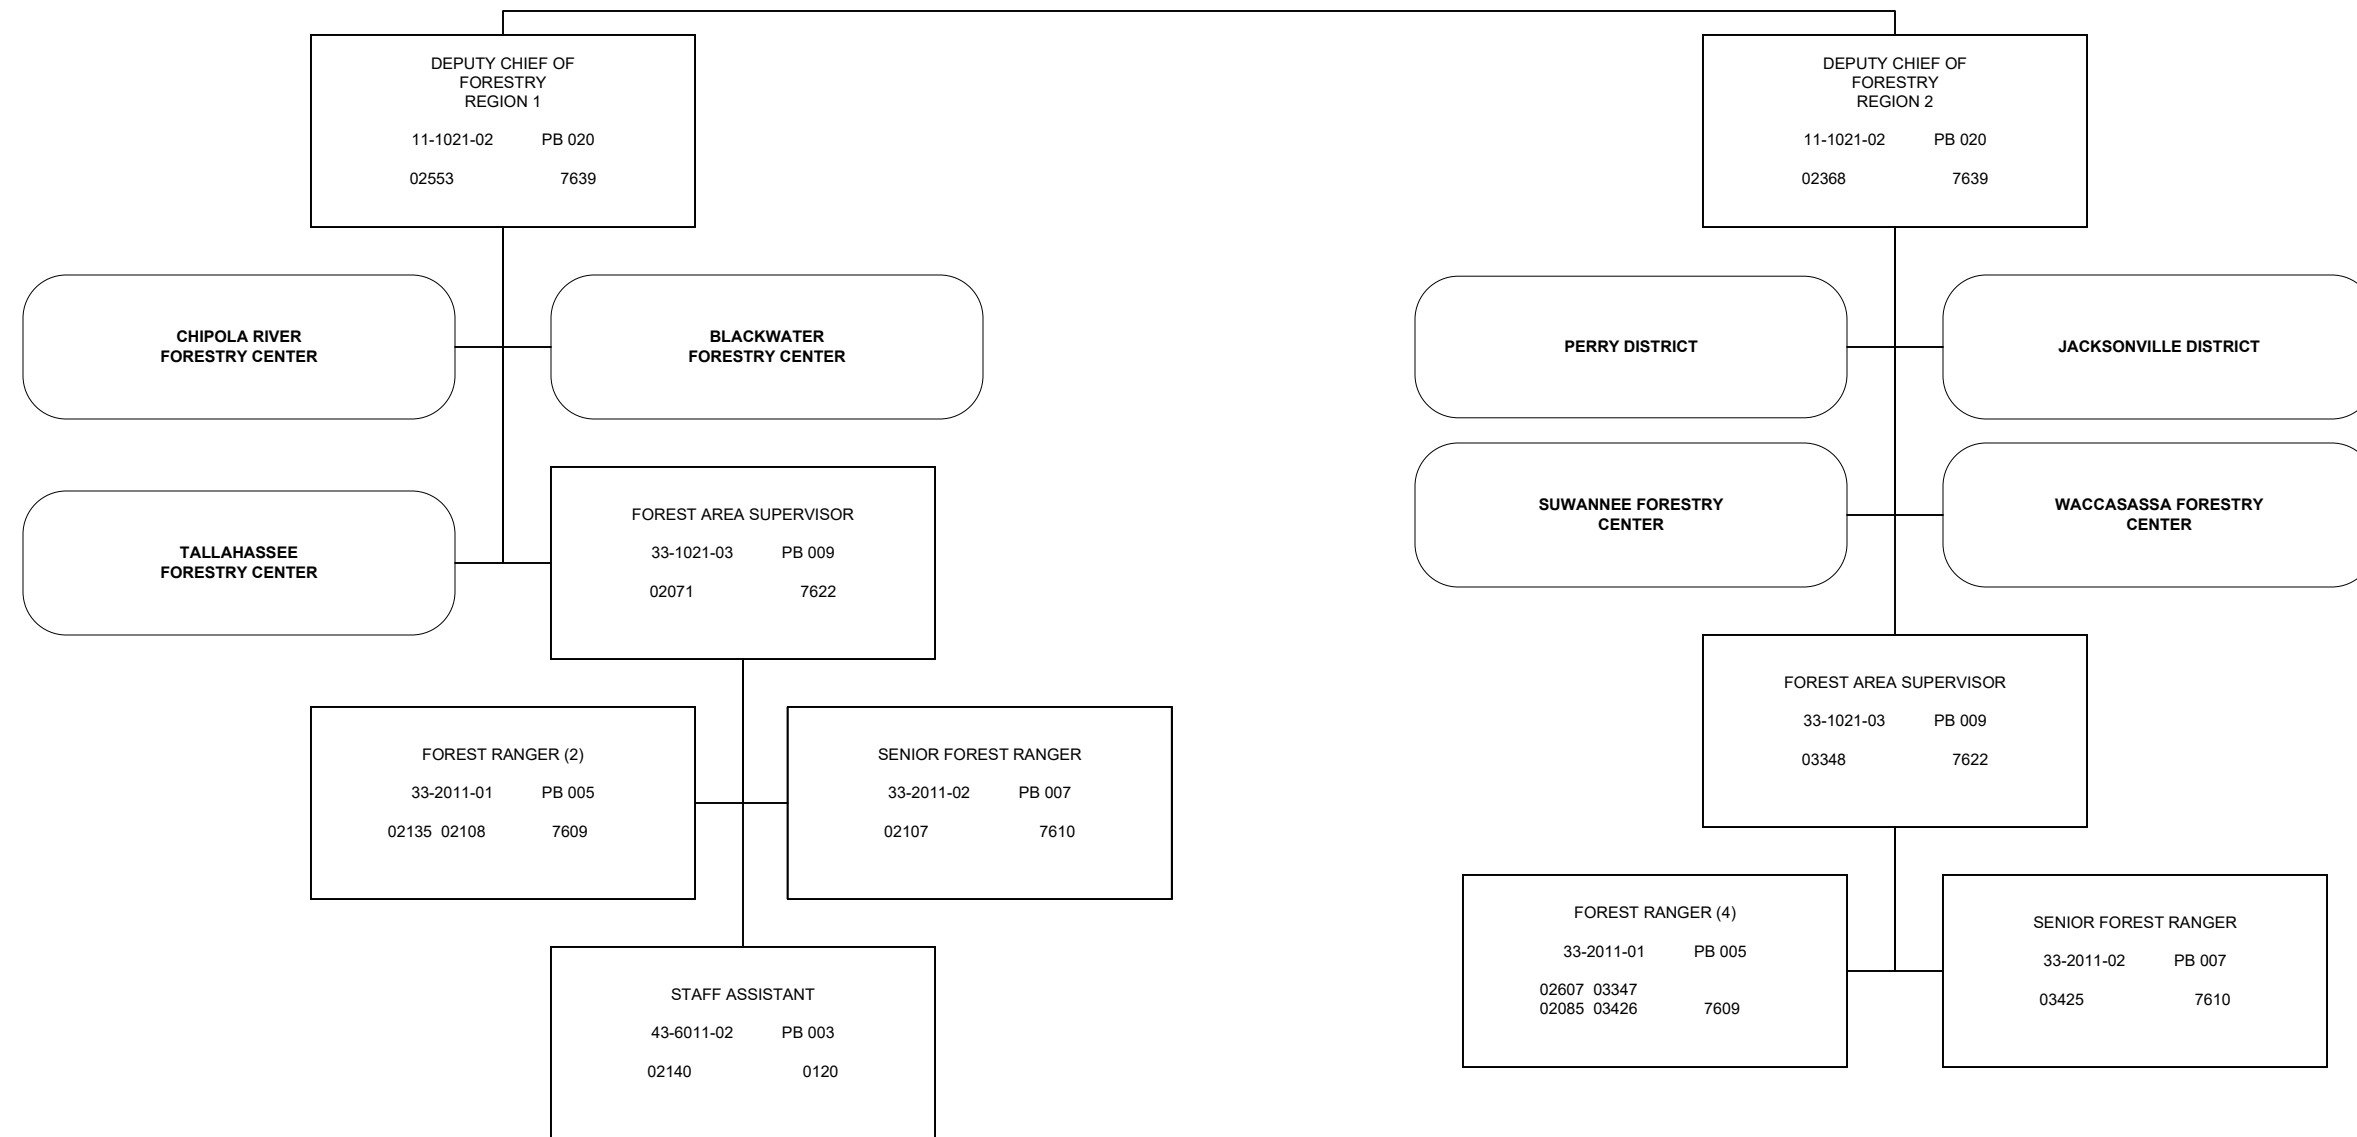 DEPUTY CHIEF OF
FORESTRY
REGION 1
11-1021-02 PB 020
02553 7639
CHIPOLA RIVER
FORESTRY CENTER
BLACKWATER
FORESTRY CENTER
TALLAHASSEE
FORESTRY CENTER
FOREST AREA SUPERVISOR
33-1021-03 PB 009
02071 7622
FOREST RANGER (2)
33-2011-01 PB 005
02135 02108 7609
SENIOR FOREST RANGER
33-2011-02 PB 007
02107 7610
STAFF ASSISTANT
43-6011-02 PB 003
02140 0120
DEPUTY CHIEF OF
FORESTRY
REGION 2
11-1021-02 PB 020
02368 7639
PERRY DISTRICT
JACKSONVILLE DISTRICT
SUWANNEE FORESTRY
CENTER
WACCASASSA FORESTRY
CENTER
FOREST AREA SUPERVISOR
33-1021-03 PB 009
03348 7622
FOREST RANGER (4)
33-2011-01 PB 005
02607 03347
02085 03426 7609
SENIOR FOREST RANGER
33-2011-02 PB 007
03425 7610